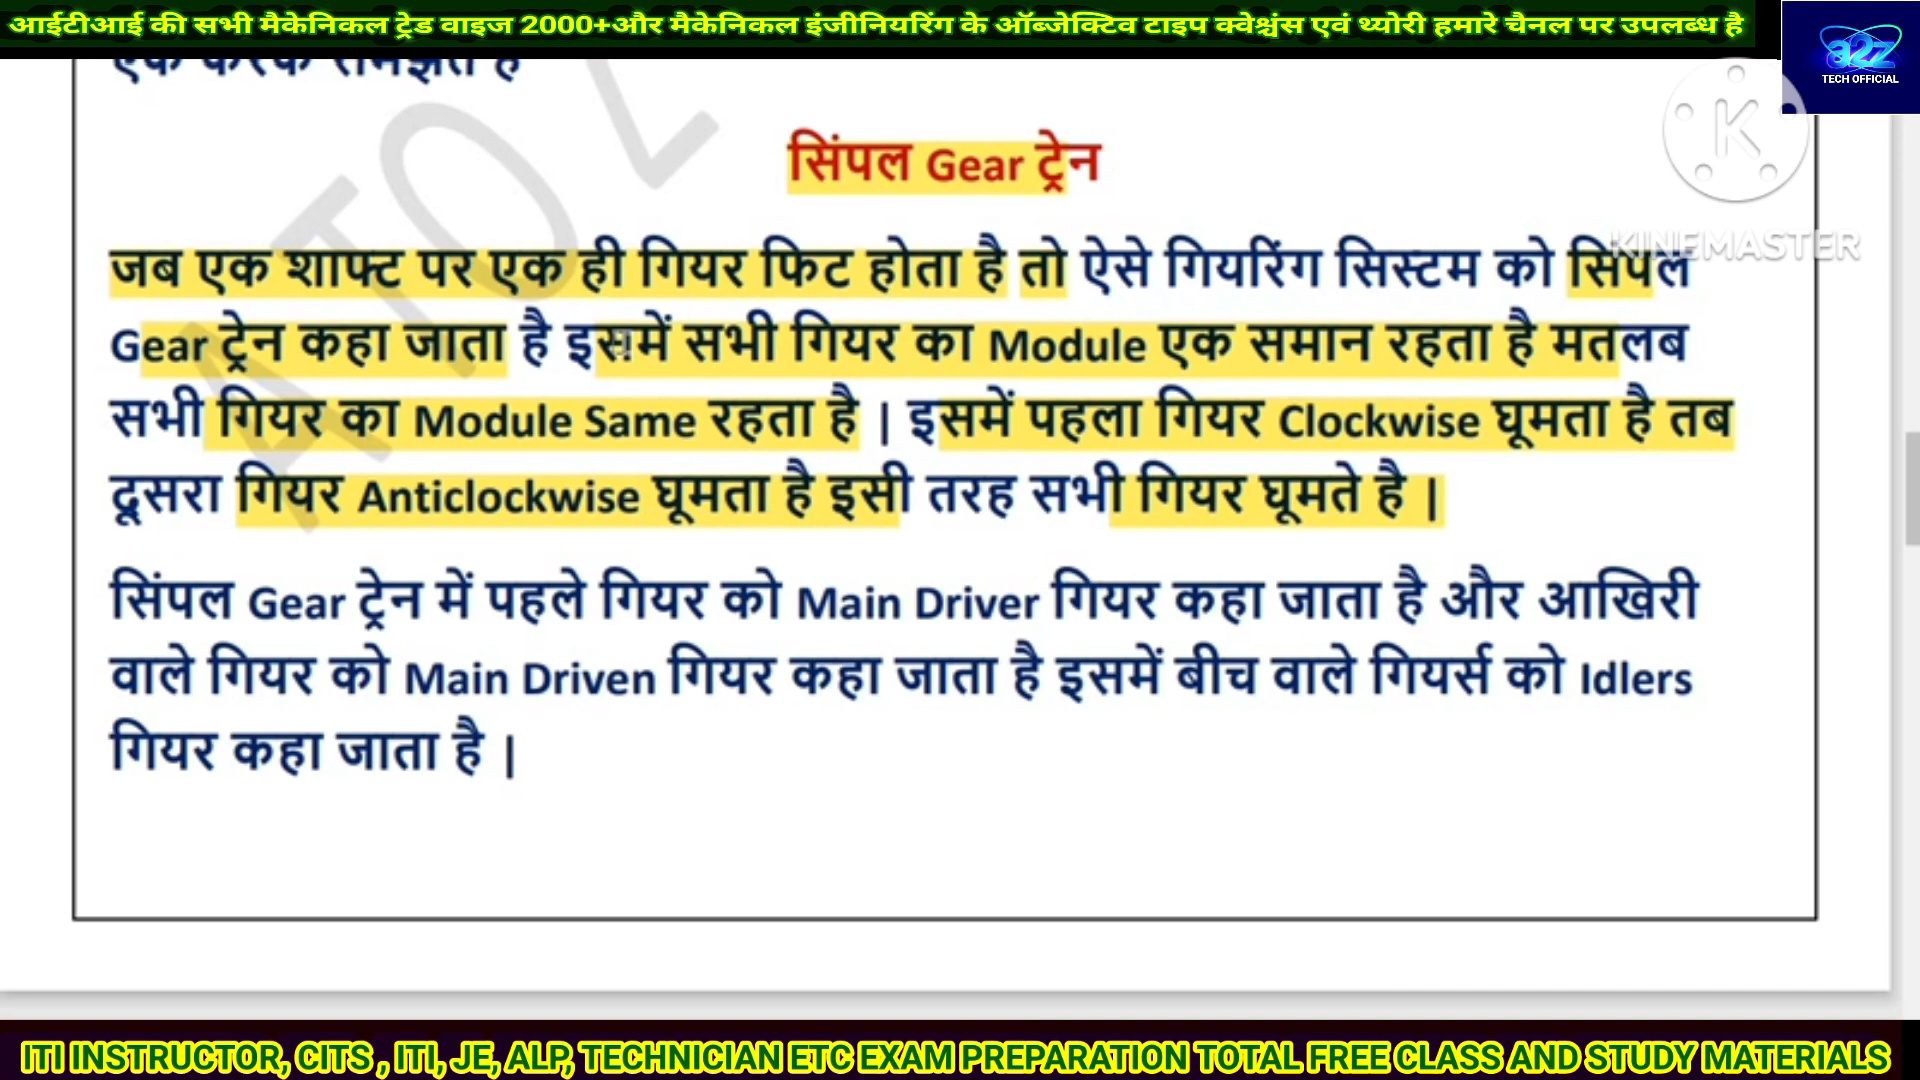 आईटीआई की सभी मैकेनिकल ट्रेड वाइज 2000+और मैकेनिकल इंजीनियरिंग के ऑब्जेक्टिव टाइप क्वेश्चंस एवं थ्योरी हमारे चैनल पर उपलब्ध है
a2z
TECH OFFICIAL
एक करके समझते है
K
KINEMASTER
A TO Z
सिंपल Gear ट्रेन
जब एक शाफ्ट पर एक ही गियर फिट होता है तो ऐसे गियरिंग सिस्टम को सिंपल
Gear ट्रेन कहा जाता है इसमें सभी गियर का Module एक समान रहता है मतलब
सभी गियर का Module Same रहता है | इसमें पहला गियर Clockwise घूमता है तब
दूसरा गियर Anticlockwise घूमता है इसी तरह सभी गियर घूमते है |
सिंपल Gear ट्रेन में पहले गियर को Main Driver गियर कहा जाता है और आखिरी
वाले गियर को Main Driven गियर कहा जाता है इसमें बीच वाले गियर्स को Idlers
गियर कहा जाता है |
ITI INSTRUCTOR, CITS , ITI, JE, ALP, TECHNICIAN ETC EXAM PREPARATION TOTAL FREE CLASS AND STUDY MATERIALS